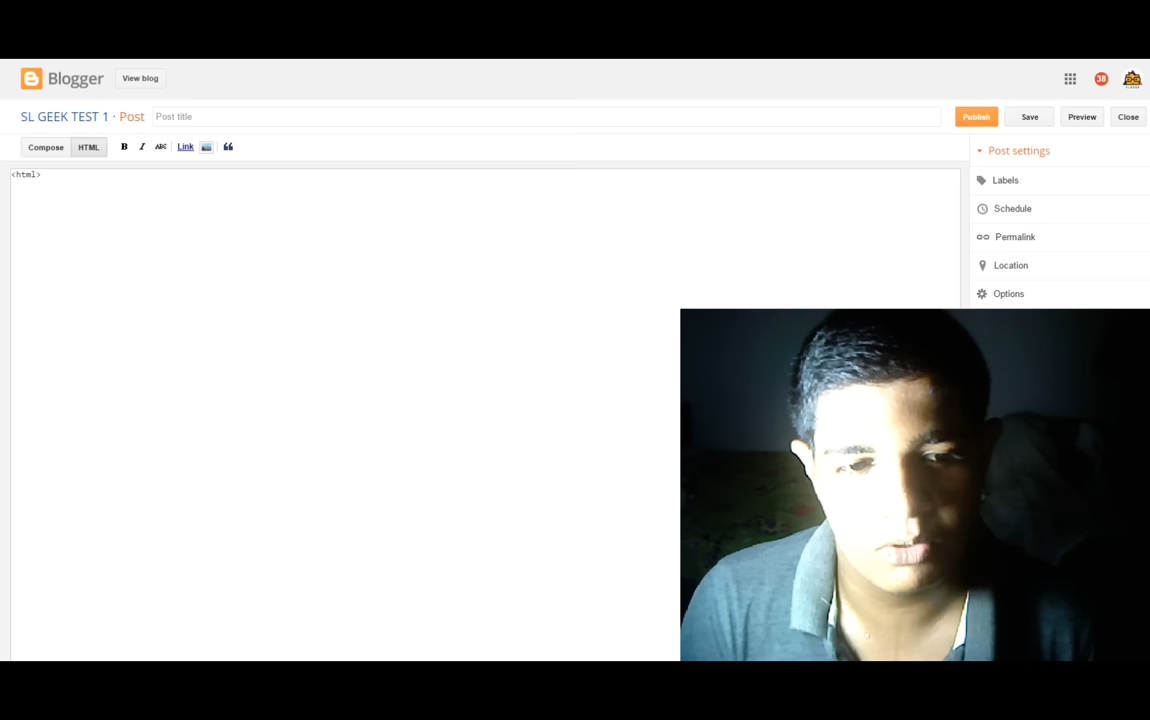 Blogger View blog 38
SL GEEK TEST 1 · Post Post title Publish Save Preview Close
Compose HTML B I ABC Link
Post settings
<html>
Labels
Schedule
Permalink
Location
Options